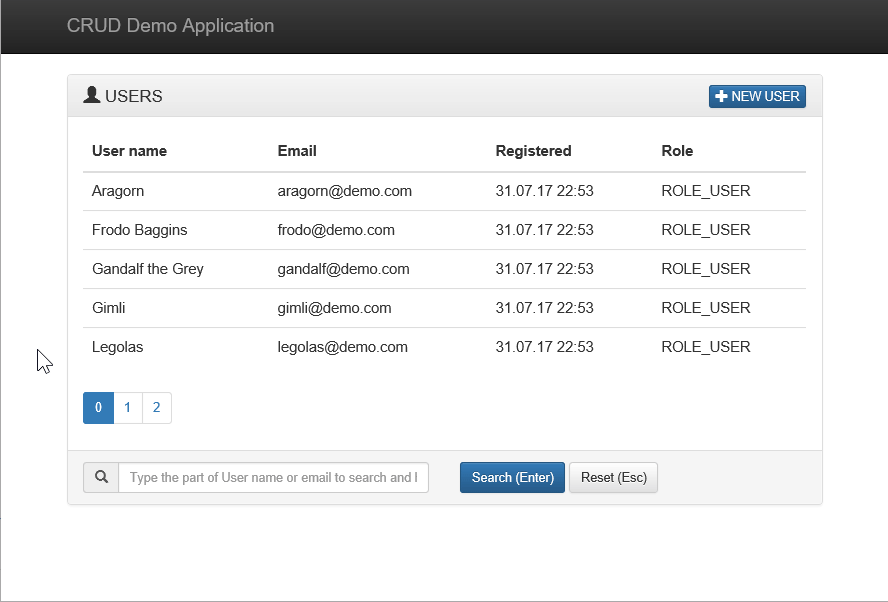 CRUD Demo Application
USERS
NEW USER
User name Email Registered Role
Aragorn aragorn@demo.com 31.07.17 22:53 ROLE_USER
Frodo Baggins frodo@demo.com 31.07.17 22:53 ROLE_USER
Gandalf the Grey gandalf@demo.com 31.07.17 22:53 ROLE_USER
Gimli gimli@demo.com 31.07.17 22:53 ROLE_USER
Legolas legolas@demo.com 31.07.17 22:53 ROLE_USER
0 1 2
Type the part of User name or email to search and Search (Enter) Reset (Esc)